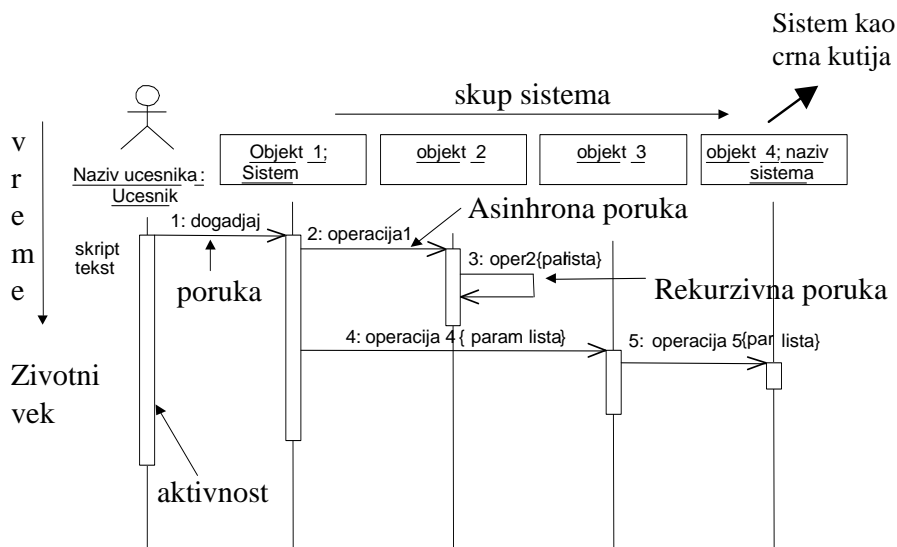 Sistem kao
crna kutija
skup sistema
v
r
e
m
e
Naziv ucesnika :
Ucesnik
Objekt 1;
Sistem
objekt 2
objekt 3
objekt 4; naziv
sistema
Asinhrona poruka
1: dogadjaj
2: operacija1
skript
tekst
3: oper2{parlista}
poruka
Rekurzivna poruka
4: operacija 4{ param lista}
5: operacija 5{par lista}
Zivotni
vek
aktivnost